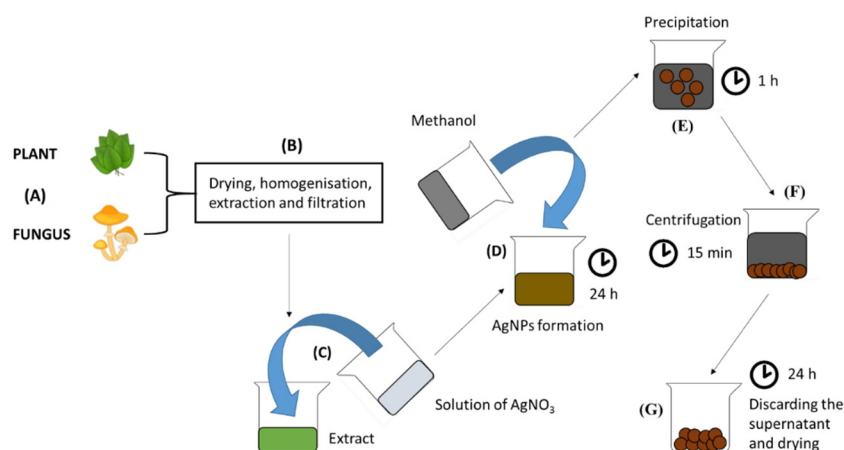 PLANT
(A)
FUNGUS
(B)
Drying, homogenisation,
extraction and filtration
(C)
Extract
Solution of AgNO₃
Methanol
(D)
24 h
AgNPs formation
Precipitation
1 h
(E)
(F)
Centrifugation
15 min
(G)
24 h
Discarding the
supernatant
and drying